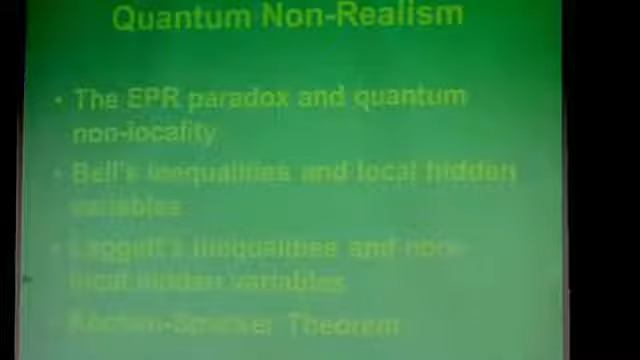 Quantum Non-Realism
• The EPR paradox and quantum
non-locality
• Bell's inequalities and local hidden
variables
• Leggett's inequalities and non-
local hidden variables
• Kochen-Specker Theorem